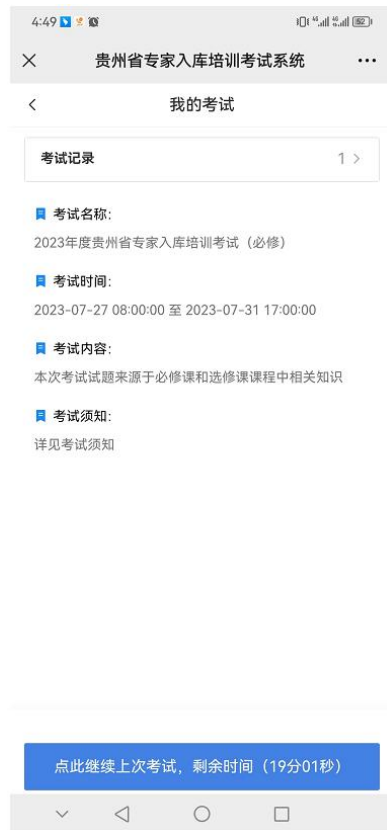 4:49
52
贵州省专家入库培训考试系统
我的考试
考试记录 1
考试名称:
2023年度贵州省专家入库培训考试（必修）
考试时间:
2023-07-27 08:00:00 至 2023-07-31 17:00:00
考试内容:
本次考试试题来源于必修课和选修课课程中相关知识
考试须知:
详见考试须知
点此继续上次考试，剩余时间（19分01秒）